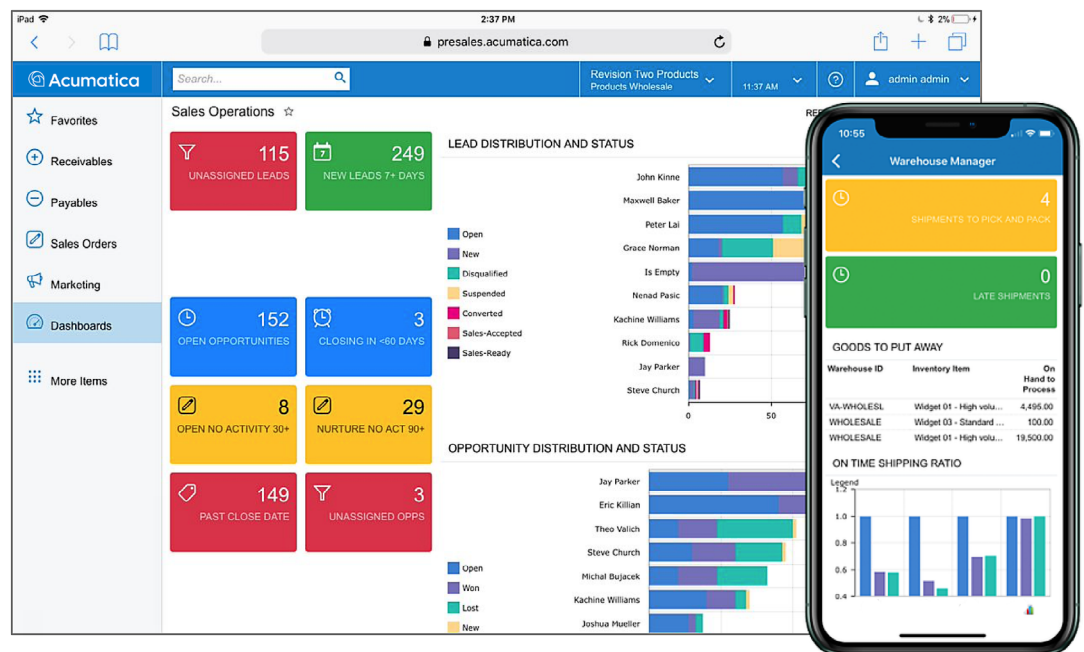 iPad
2:37 PM
2%
presales.acumatica.com
Acumatica
Search...
Revision Two Products
Products Wholesale
11:37 AM
admin admin
Favorites
Receivables
Payables
Sales Orders
Marketing
Dashboards
More Items
Sales Operations
115
UNASSIGNED LEADS
7
249
NEW LEADS 7+ DAYS
152
OPEN OPPORTUNITIES
3
CLOSING IN <60 DAYS
8
OPEN NO ACTIVITY 30+
29
NURTURE NO ACT 90+
149
PAST CLOSE DATE
3
UNASSIGNED OPPS
LEAD DISTRIBUTION AND STATUS
Open
New
Disqualified
Suspended
Converted
Sales-Accepted
Sales-Ready
John Kinne
Maxwell Baker
Peter Lai
Grace Norman
Is Empty
Nenad Pasic
Kachine Williams
Rick Domenico
Jay Parker
Steve Church
0
50
OPPORTUNITY DISTRIBUTION AND STATUS
Open
Won
Lost
New
Jay Parker
Eric Killian
Theo Valich
Steve Church
Michal Bujacek
Kachine Williams
Joshua Mueller
10:55
Warehouse Manager
4
SHIPMENTS TO PICK AND PACK
0
LATE SHIPMENTS
GOODS TO PUT AWAY
Warehouse ID Inventory Item On Hand to Process
VA-WHOLESL Widget 01 - High volu... 4,495.00
WHOLESALE Widget 03 - Standard ... 100.00
WHOLESALE Widget 01 - High volu... 19,500.00
ON TIME SHIPPING RATIO
Legend
1.2
1.0
0.8
0.6
0.4